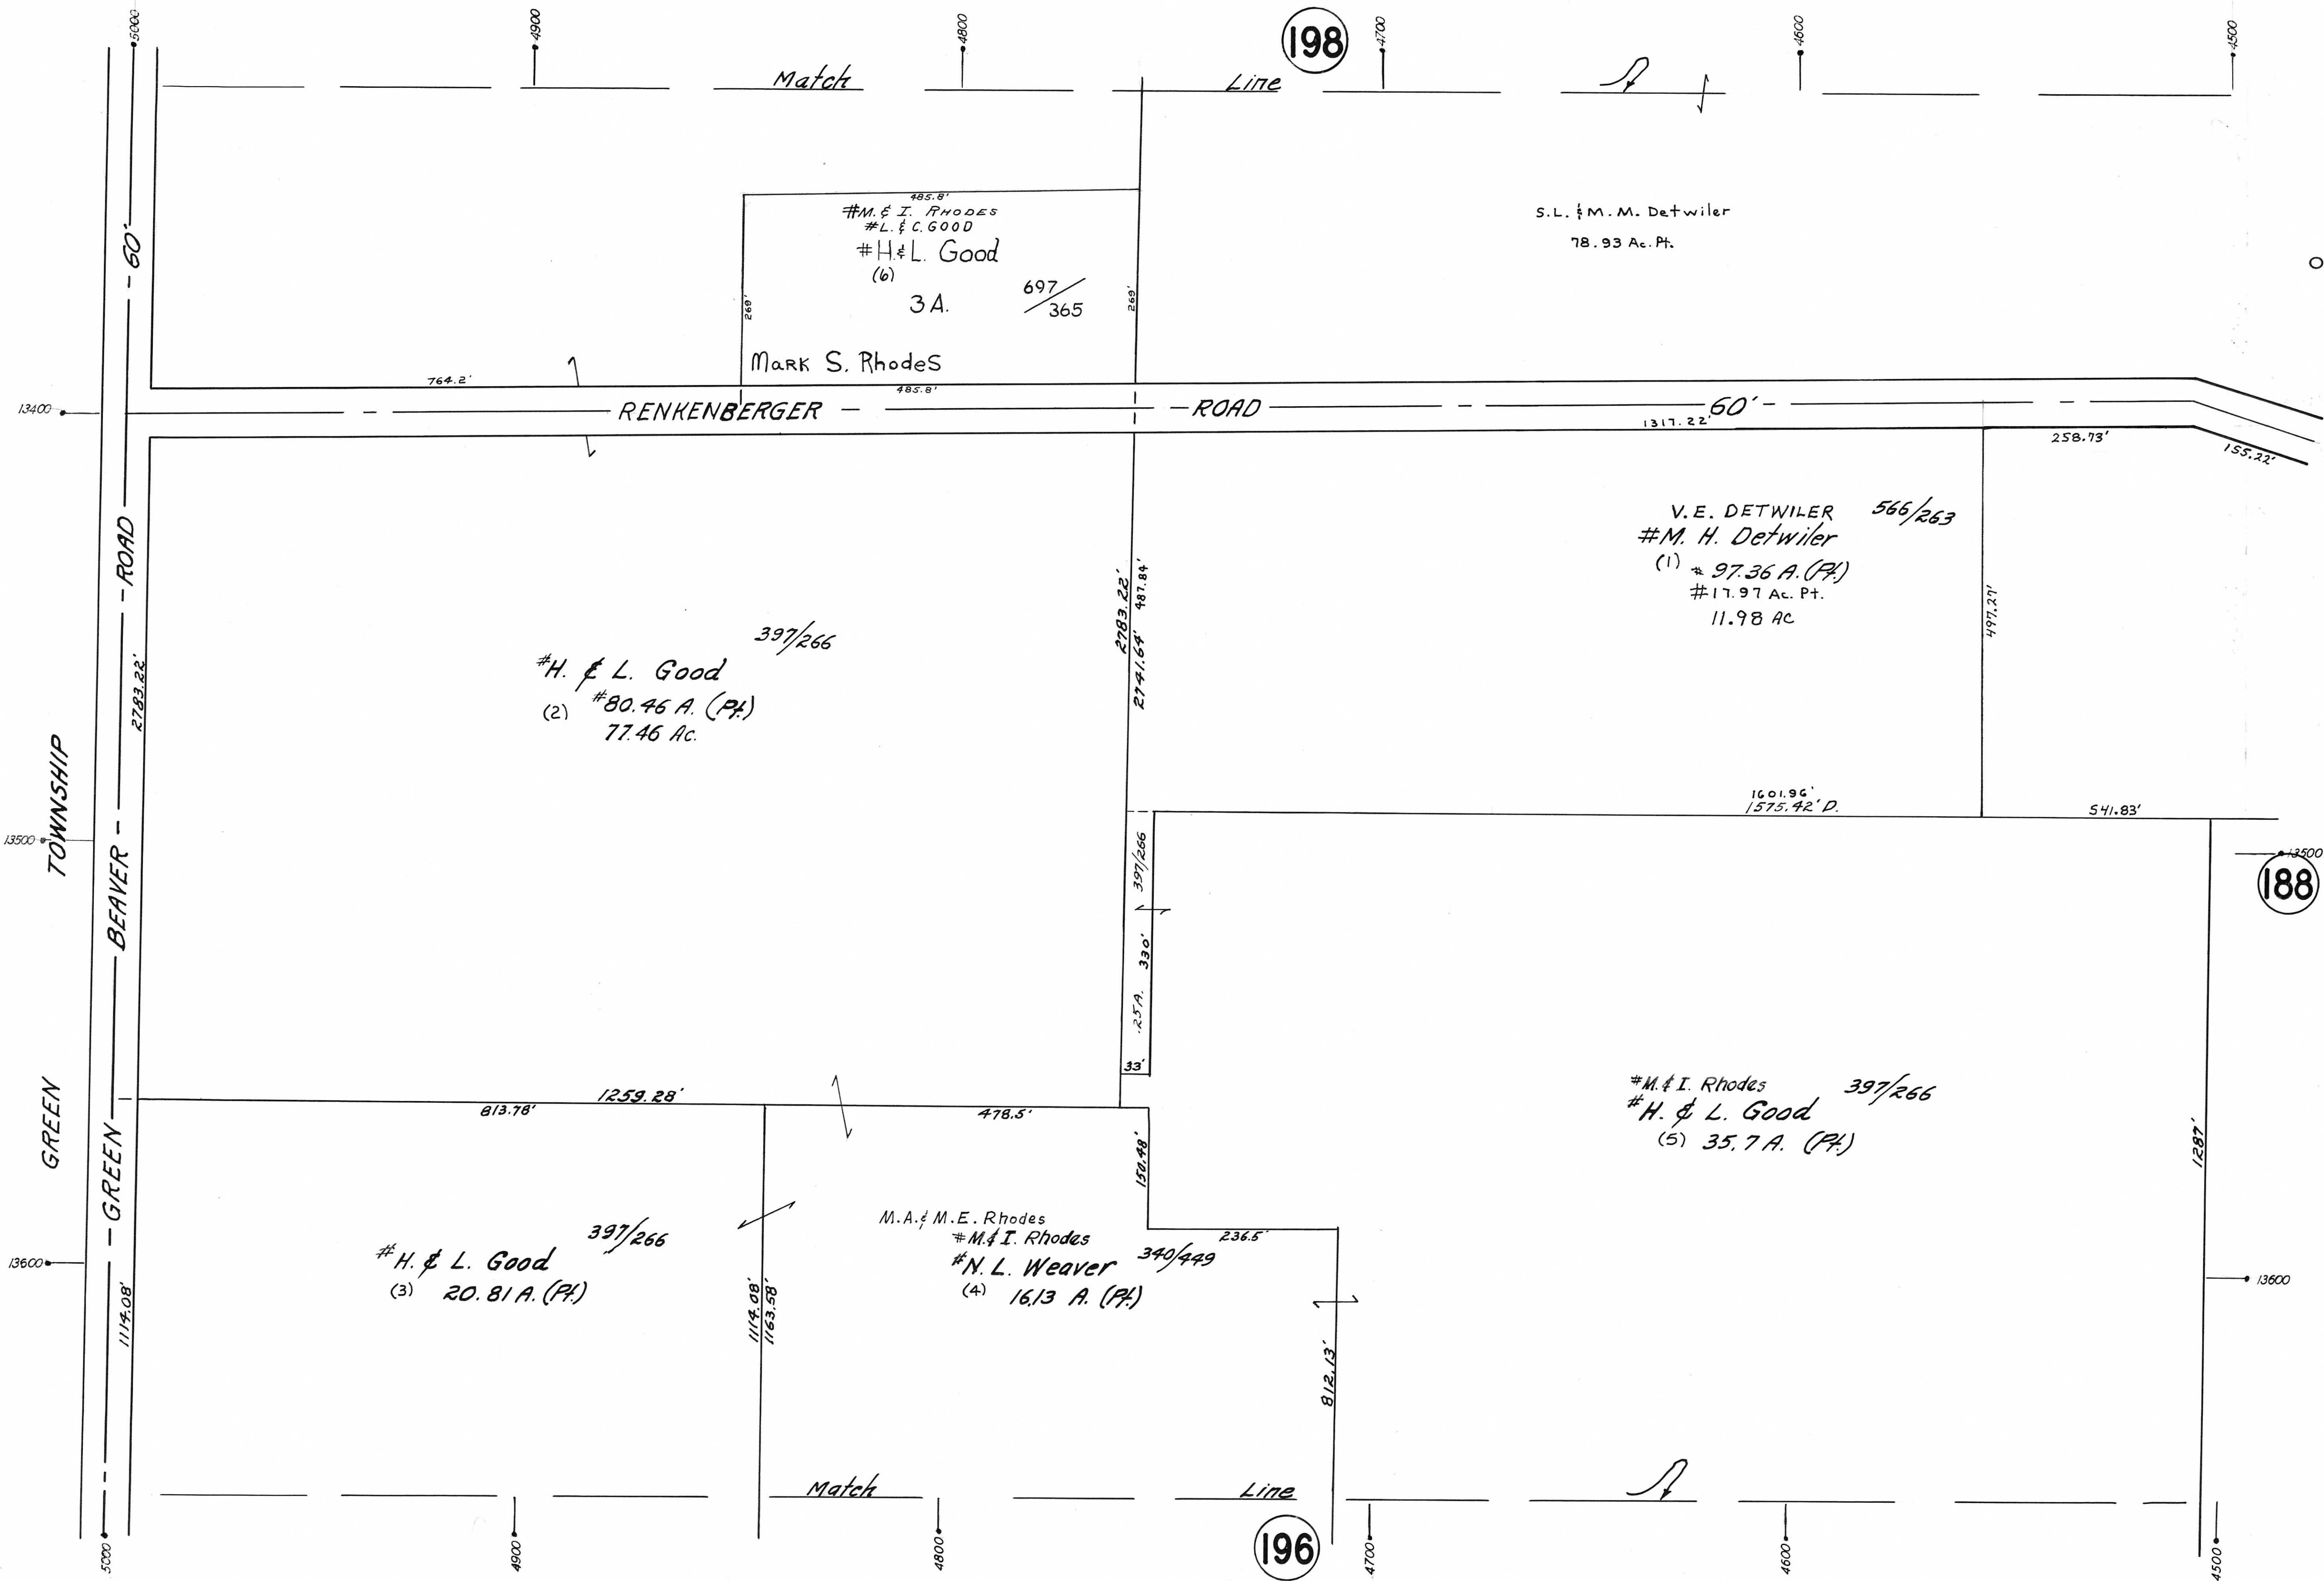 5000
4900
4800
198
4700
4600
4500
Match Line
60'
485.8'
#M. & I. RHODES
#L. & C. GOOD
#H. & L. Good
(6)
3 A.
697/365
269'
269'
Mark S. Rhodes
S.L. & M.M. Detwiler
78.93 Ac. Pt.
764.2'
485.8'
13400
RENKENBERGER ROAD 60'
1317.22'
258.73'
155.22'
V.E. DETWILER 566/263
#M. H. Detwiler
(1) # 97.36 A. (Pt.)
#17.97 Ac. Pt.
11.98 AC
497.27'
2783.22'
487.84'
2741.64'
397/266
#H. & L. Good
(2) #80.46 A. (Pt.)
77.46 Ac.
2783.22'
GREEN BEAVER ROAD
GREEN TOWNSHIP
1601.96'
1575.42' D.
541.83'
13500
13500
188
397/266
330'
.25 A.
33'
1259.28'
813.78'
478.5'
150.48'
#M. & I. Rhodes
#H. & L. Good 397/266
(5) 35.7 A. (Pt.)
1287'
M.A. & M.E. Rhodes
#M. & I. Rhodes
#N. L. Weaver 340/449
(4) 16.13 A. (Pt.)
236.5'
#H. & L. Good 397/266
(3) 20.81 A. (Pt.)
13600
13600
1114.08'
1114.08'
1163.58'
812.13'
Match Line
5000
4900
4800
196
4700
4600
4500